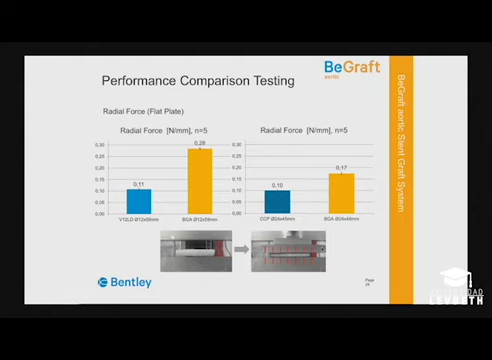 BeGraft
aortic
Performance Comparison Testing
BeGraft aortic Stent Graft System
Radial Force (Flat Plate)
Radial Force [N/mm], n=5
0,30
0,25
0,20
0,15
0,10
0,05
0,00
0,11
0,28
V12LD Ø12x59mm
BGA Ø12x59mm
Radial Force [N/mm], n=5
0,30
0,25
0,20
0,15
0,10
0,05
0,00
0,10
0,17
CCP Ø24x45mm
BGA Ø24x48mm
Bentley
Page